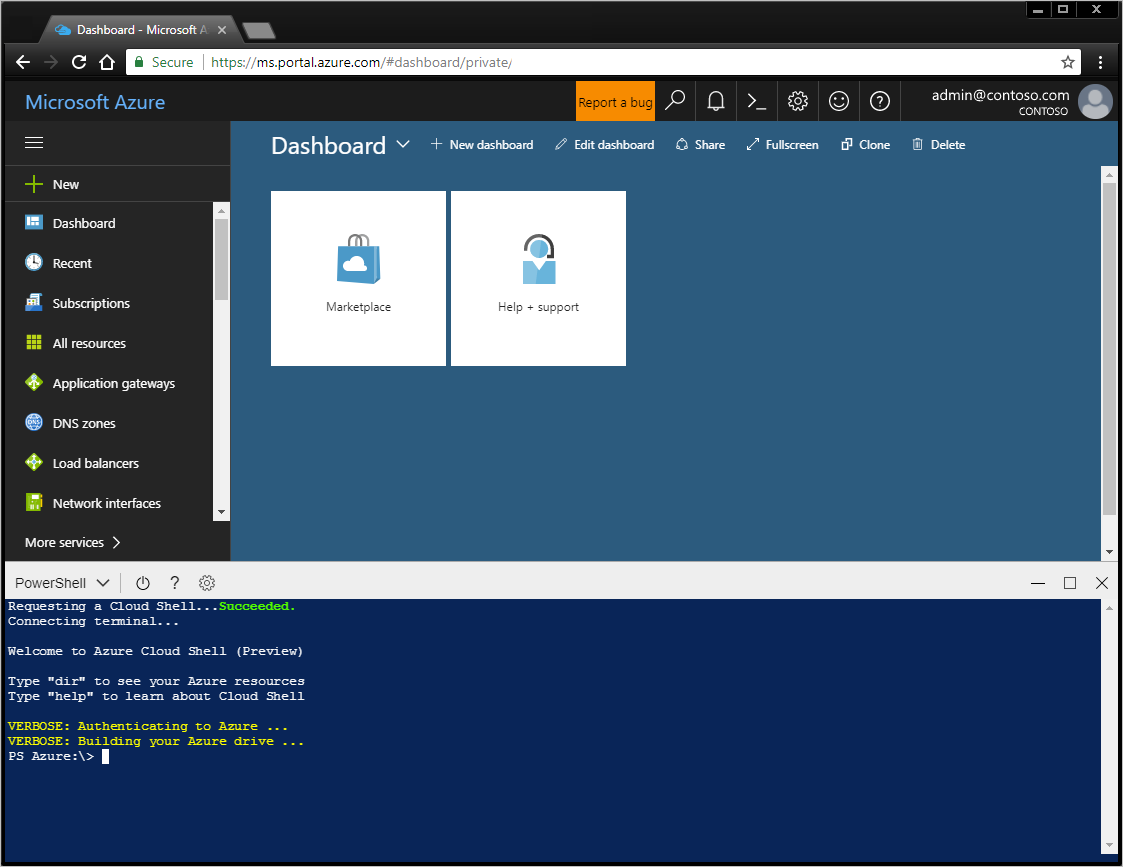 Dashboard - Microsoft A
Secure https://ms.portal.azure.com/#dashboard/private/
Microsoft Azure
Report a bug
>_
?
admin@contoso.com
CONTOSO
Dashboard
New dashboard
Edit dashboard
Share
Fullscreen
Clone
Delete
New
Dashboard
Recent
Subscriptions
All resources
Application gateways
DNS
DNS zones
Load balancers
Network interfaces
More services
Marketplace
Help + support
PowerShell
?
Requesting a Cloud Shell...Succeeded.
Connecting terminal...
Welcome to Azure Cloud Shell (Preview)
Type "dir" to see your Azure resources
Type "help" to learn about Cloud Shell
VERBOSE: Authenticating to Azure ...
VERBOSE: Building your Azure drive ...
PS Azure:\>